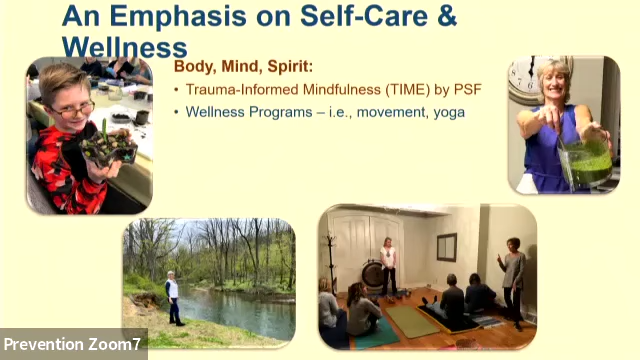 An Emphasis on Self-Care &
Wellness
Body, Mind, Spirit:
• Trauma-Informed Mindfulness (TIME) by PSF
• Wellness Programs – i.e., movement, yoga
Prevention Zoom7